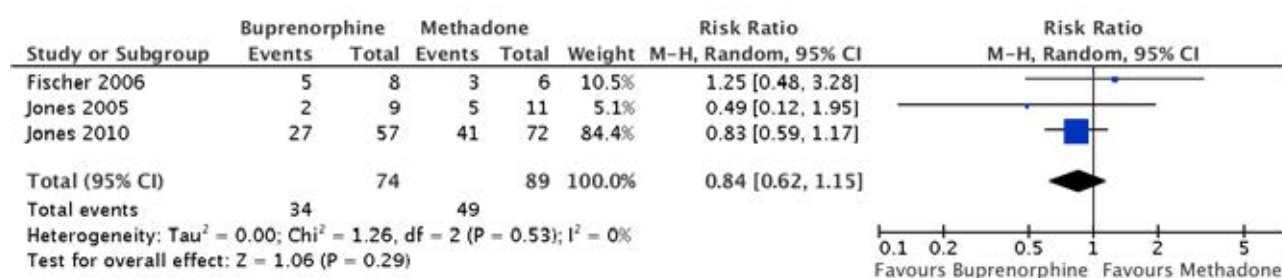 Buprenorphine Methadone Risk Ratio Risk Ratio
Study or Subgroup Events Total Events Total Weight M-H, Random, 95% CI M-H, Random, 95% CI
Fischer 2006 5 8 3 6 10.5% 1.25 [0.48, 3.28]
Jones 2005 2 9 5 11 5.1% 0.49 [0.12, 1.95]
Jones 2010 27 57 41 72 84.4% 0.83 [0.59, 1.17]
Total (95% CI) 74 89 100.0% 0.84 [0.62, 1.15]
Total events 34 49
Heterogeneity: Tau² = 0.00; Chi² = 1.26, df = 2 (P = 0.53); I² = 0%
Test for overall effect: Z = 1.06 (P = 0.29)
0.1 0.2 0.5 1 2 5
Favours Buprenorphine Favours Methadone